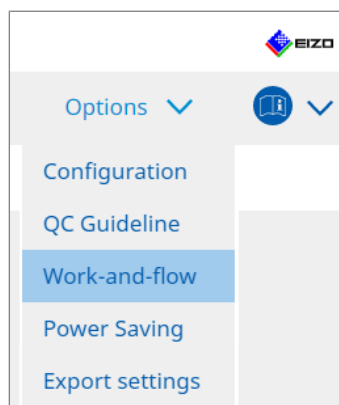 EIZO
Options
Configuration
QC Guideline
Work-and-flow
Power Saving
Export settings